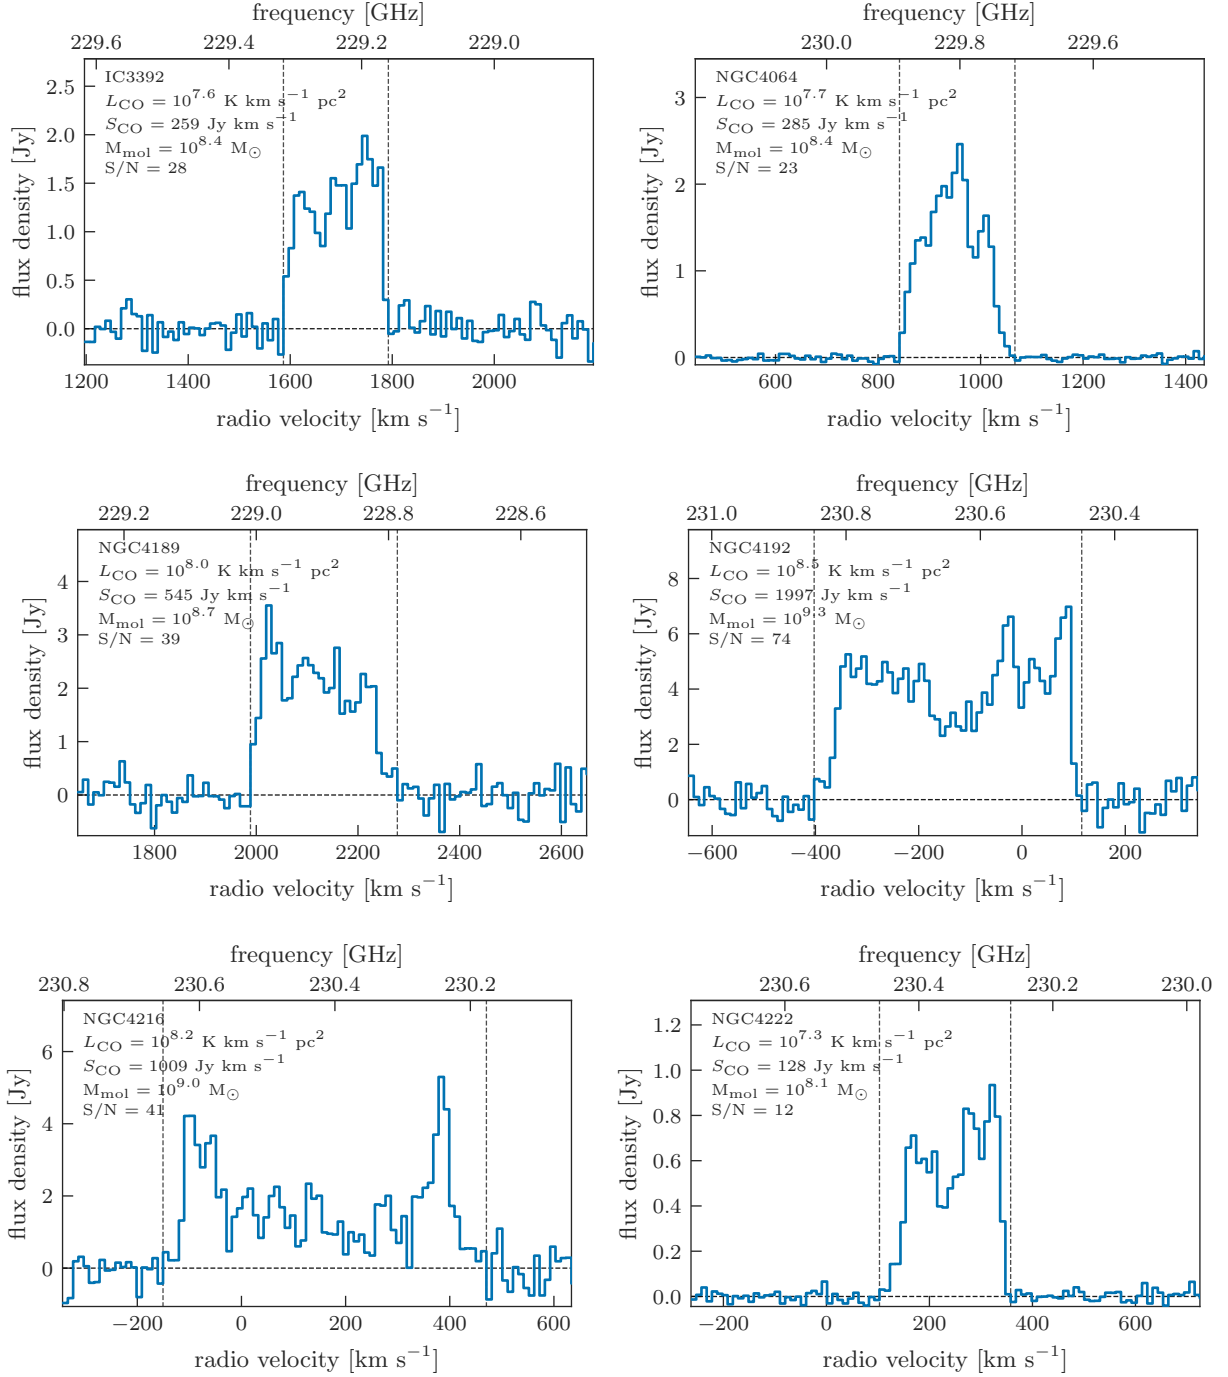 frequency [GHz]
229.6 229.4 229.2 229.0
IC3392
L_CO = 10^7.6 K km s^−1 pc^2
S_CO = 259 Jy km s^−1
M_mol = 10^8.4 M_⊙
S/N = 28
2.5
2.0
1.5
1.0
0.5
0.0
flux density [Jy]
1200 1400 1600 1800 2000
radio velocity [km s^−1]
frequency [GHz]
230.0 229.8 229.6
NGC4064
L_CO = 10^7.7 K km s^−1 pc^2
S_CO = 285 Jy km s^−1
M_mol = 10^8.4 M_⊙
S/N = 23
3
2
1
0
flux density [Jy]
600 800 1000 1200 1400
radio velocity [km s^−1]
frequency [GHz]
229.2 229.0 228.8 228.6
NGC4189
L_CO = 10^8.0 K km s^−1 pc^2
S_CO = 545 Jy km s^−1
M_mol = 10^8.7 M_⊙
S/N = 39
4
3
2
1
0
flux density [Jy]
1800 2000 2200 2400 2600
radio velocity [km s^−1]
frequency [GHz]
231.0 230.8 230.6 230.4
NGC4192
L_CO = 10^8.5 K km s^−1 pc^2
S_CO = 1997 Jy km s^−1
M_mol = 10^9.3 M_⊙
S/N = 74
8
6
4
2
0
flux density [Jy]
−600 −400 −200 0 200
radio velocity [km s^−1]
frequency [GHz]
230.8 230.6 230.4 230.2
NGC4216
L_CO = 10^8.2 K km s^−1 pc^2
S_CO = 1009 Jy km s^−1
M_mol = 10^9.0 M_⊙
S/N = 41
6
4
2
0
flux density [Jy]
−200 0 200 400 600
radio velocity [km s^−1]
frequency [GHz]
230.6 230.4 230.2 230.0
NGC4222
L_CO = 10^7.3 K km s^−1 pc^2
S_CO = 128 Jy km s^−1
M_mol = 10^8.1 M_⊙
S/N = 12
1.2
1.0
0.8
0.6
0.4
0.2
0.0
flux density [Jy]
−200 0 200 400 600
radio velocity [km s^−1]